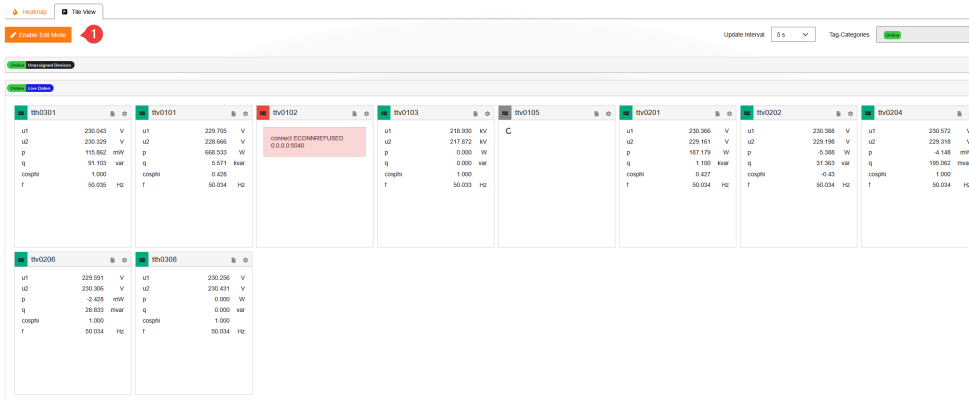 Heatmap Tile View
Enable Edit Mode 1 Update Interval 5 s Tag-Categories Online
Online Unassigned Devices
Online Live Daten
tth0301 ttv0101 ttv0102 ttv0103 ttv0105 ttv0201 ttv0202 ttv0204
u1 230.043 V u1 229.705 V connect ECONNREFUSED u1 218.930 KV u1 230.366 V u1 230.388 V u1 230.572 V
u2 230.329 V u2 228.666 V 0.0.0.0:5040 u2 217.872 KV u2 229.161 V u2 229.198 V u2 229.318 V
p 115.862 mW p 668.533 W p 0.000 W p 187.179 W p -5.388 W p -4.148 mW
q 91.103 var q 5.571 kvar q 0.000 var q 1.100 kvar q 31.363 var q 195.062 mvar
cosphi 1.000 cosphi 0.428 cosphi 1.000 cosphi 0.427 cosphi -0.43 cosphi 1.000
f 50.035 Hz f 50.034 Hz f 50.033 Hz f 50.034 Hz f 50.034 Hz f 50.034 Hz
ttv0206 tth0308
u1 229.591 V u1 230.256 V
u2 230.306 V u2 230.431 V
p -2.428 mW p 0.000 W
q 28.833 mvar q 0.000 var
cosphi 1.000 cosphi 1.000
f 50.034 Hz f 50.034 Hz